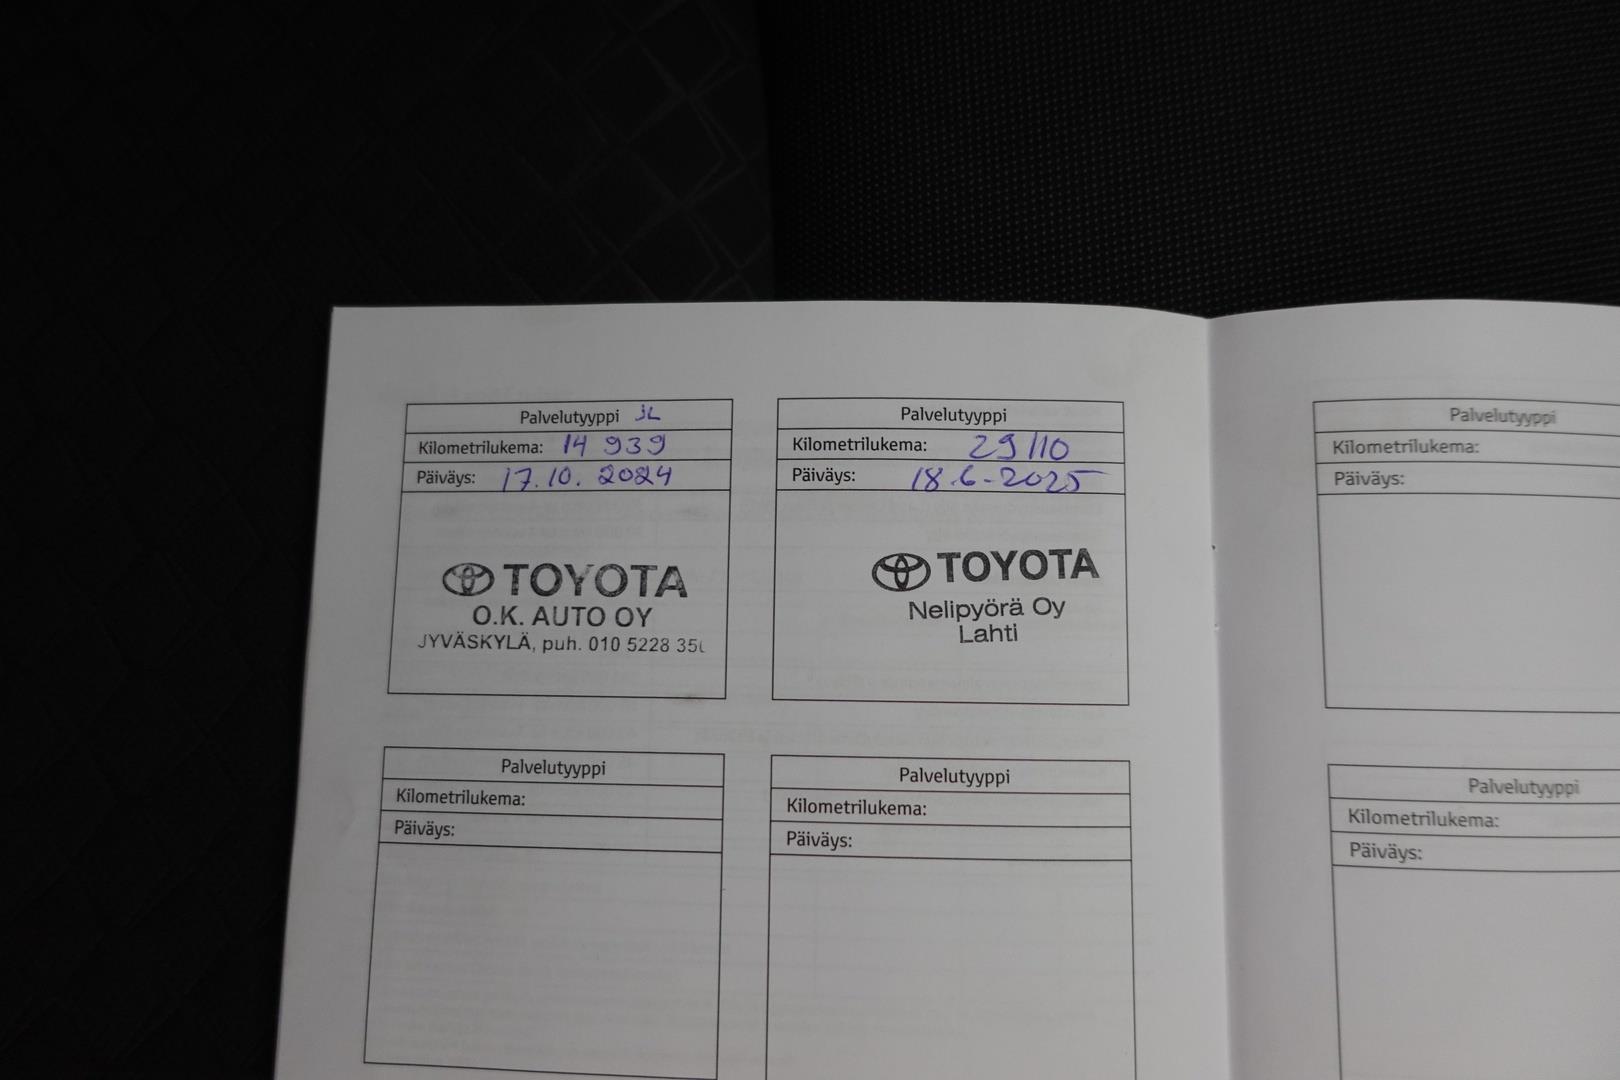 Palvelutyyppi jL
Kilometrilukema: 14 939
Päiväys: 17.10. 2024
TOYOTA
O.K. AUTO OY
JYVÄSKYLÄ, puh. 010 5228 35
Palvelutyyppi
Kilometrilukema: 29110
Päiväys: 18.6-2025
TOYOTA
Nelipyörä Oy
Lahti
Palvelutyyppi
Kilometrilukema:
Päiväys:
Palvelutyyppi
Kilometrilukema:
Päiväys:
Palvelutyyppi
Kilometrilukema:
Päiväys:
Palvelutyyppi
Kilometrilukema:
Päiväys: